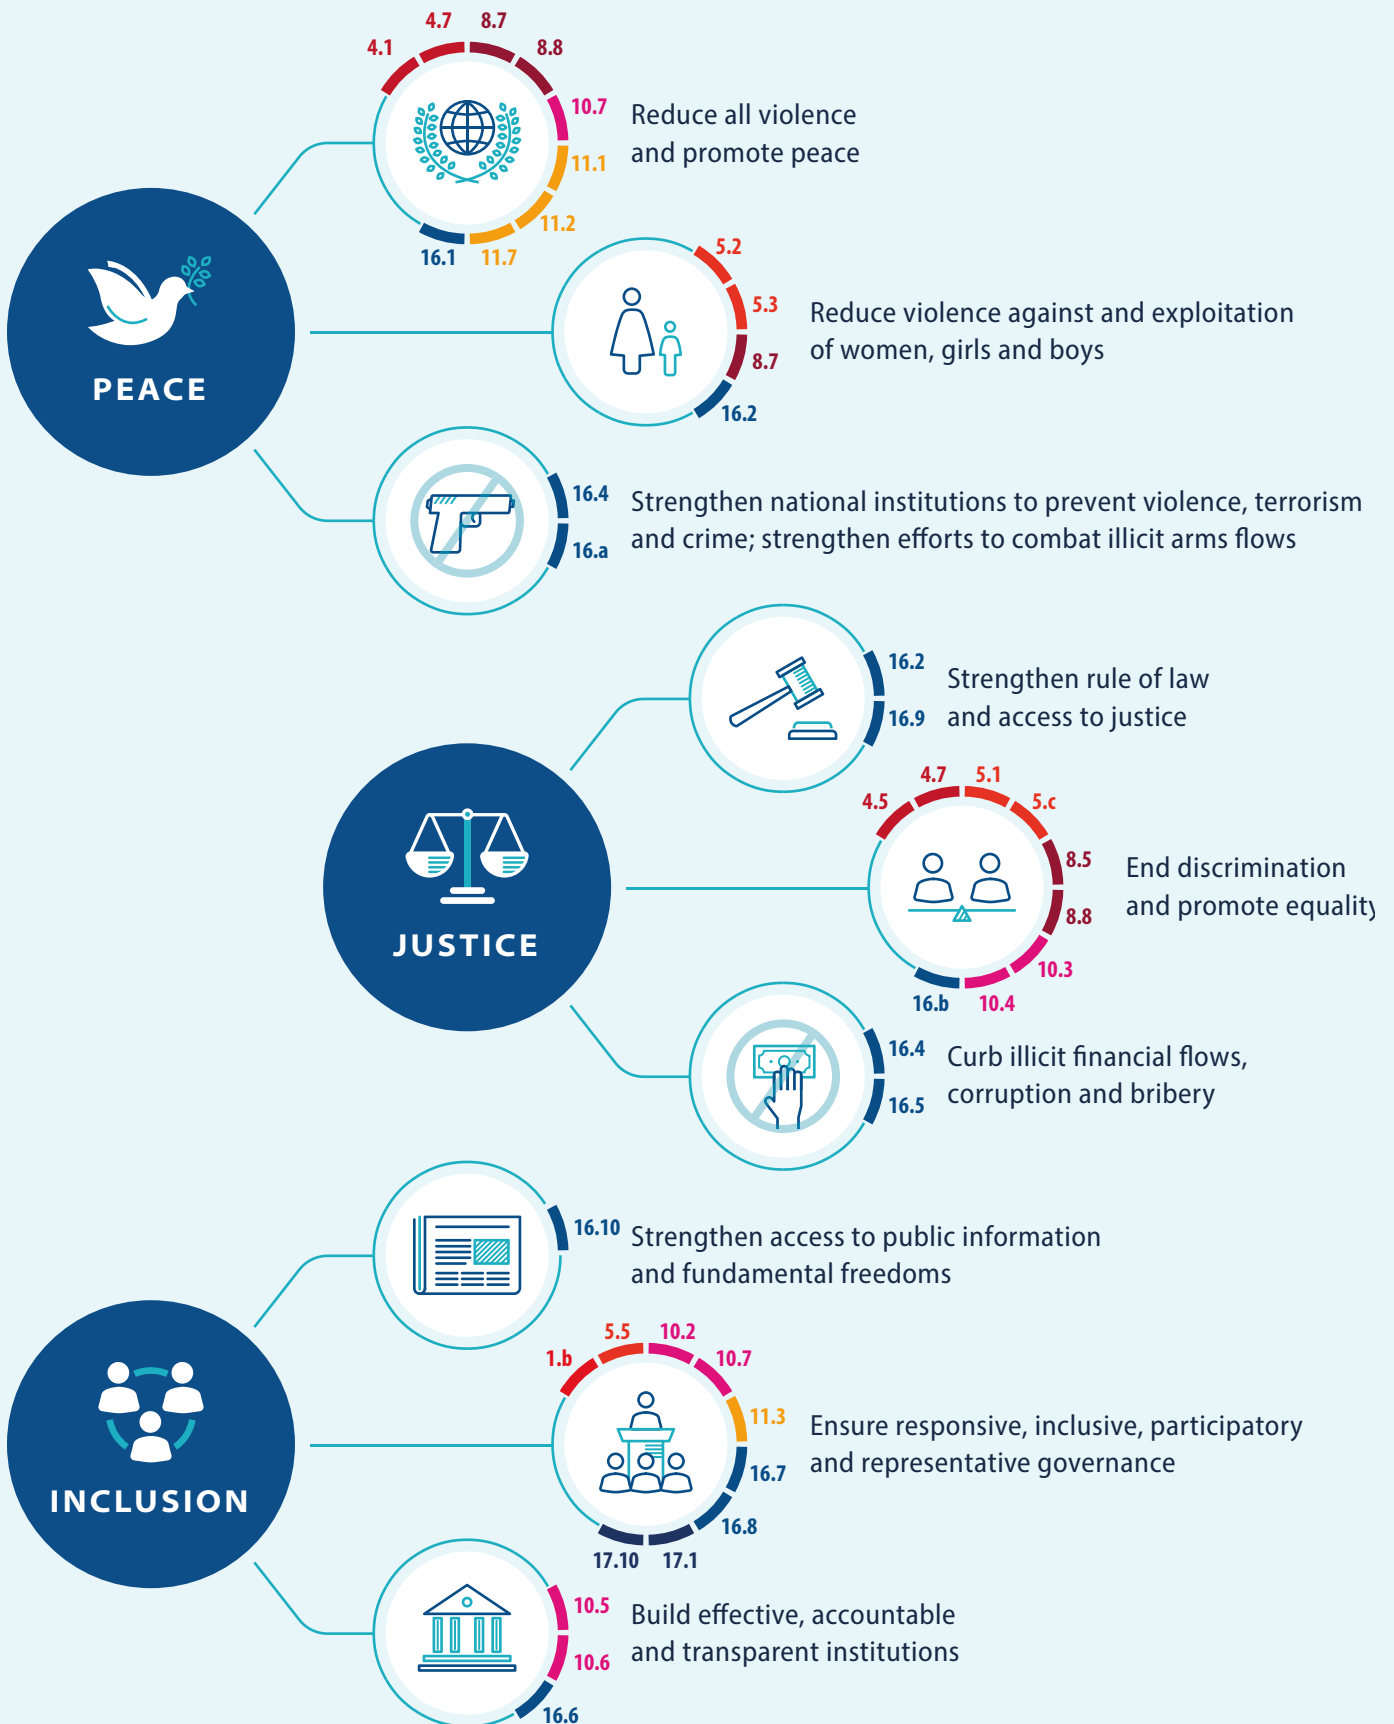 4.1
4.7
8.7
8.8
10.7
11.1
11.2
11.7
16.1
Reduce all violence
and promote peace
PEACE
5.2
5.3
8.7
16.2
Reduce violence against and exploitation
of women, girls and boys
16.4
16.a
Strengthen national institutions to prevent violence, terrorism
and crime; strengthen efforts to combat illicit arms flows
JUSTICE
16.2
16.9
Strengthen rule of law
and access to justice
4.5
4.7
5.1
5.c
8.5
8.8
10.3
10.4
16.b
End discrimination
and promote equality
16.4
16.5
Curb illicit financial flows,
corruption and bribery
INCLUSION
16.10
Strengthen access to public information
and fundamental freedoms
1.b
5.5
10.2
10.7
11.3
16.7
16.8
17.1
17.10
Ensure responsive, inclusive, participatory
and representative governance
10.5
10.6
16.6
Build effective, accountable
and transparent institutions